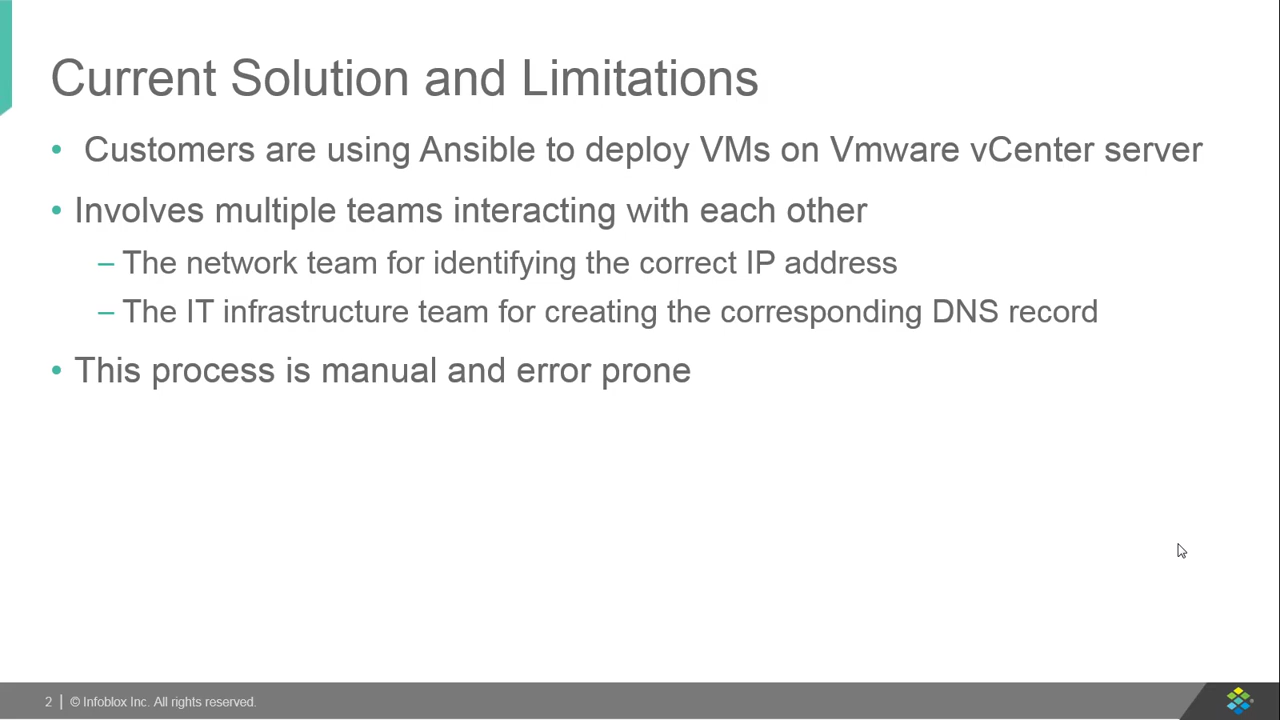 Current Solution and Limitations
• Customers are using Ansible to deploy VMs on Vmware vCenter server
• Involves multiple teams interacting with each other
– The network team for identifying the correct IP address
– The IT infrastructure team for creating the corresponding DNS record
• This process is manual and error prone
2 | © Infoblox Inc. All rights reserved.